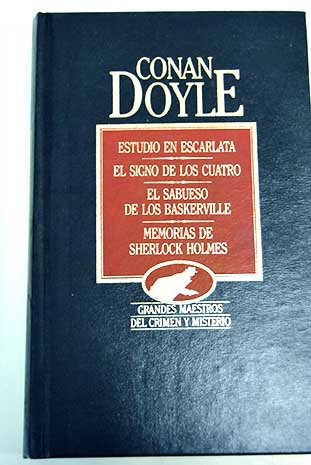 CONAN
DOYLE
ESTUDIO EN ESCARLATA
EL SIGNO DE LOS CUATRO
EL SABUESO
DE LOS BASKERVILLE
MEMORIAS DE
SHERLOCK HOLMES
GRANDES MAESTROS
DEL CRIMEN Y MISTERIO